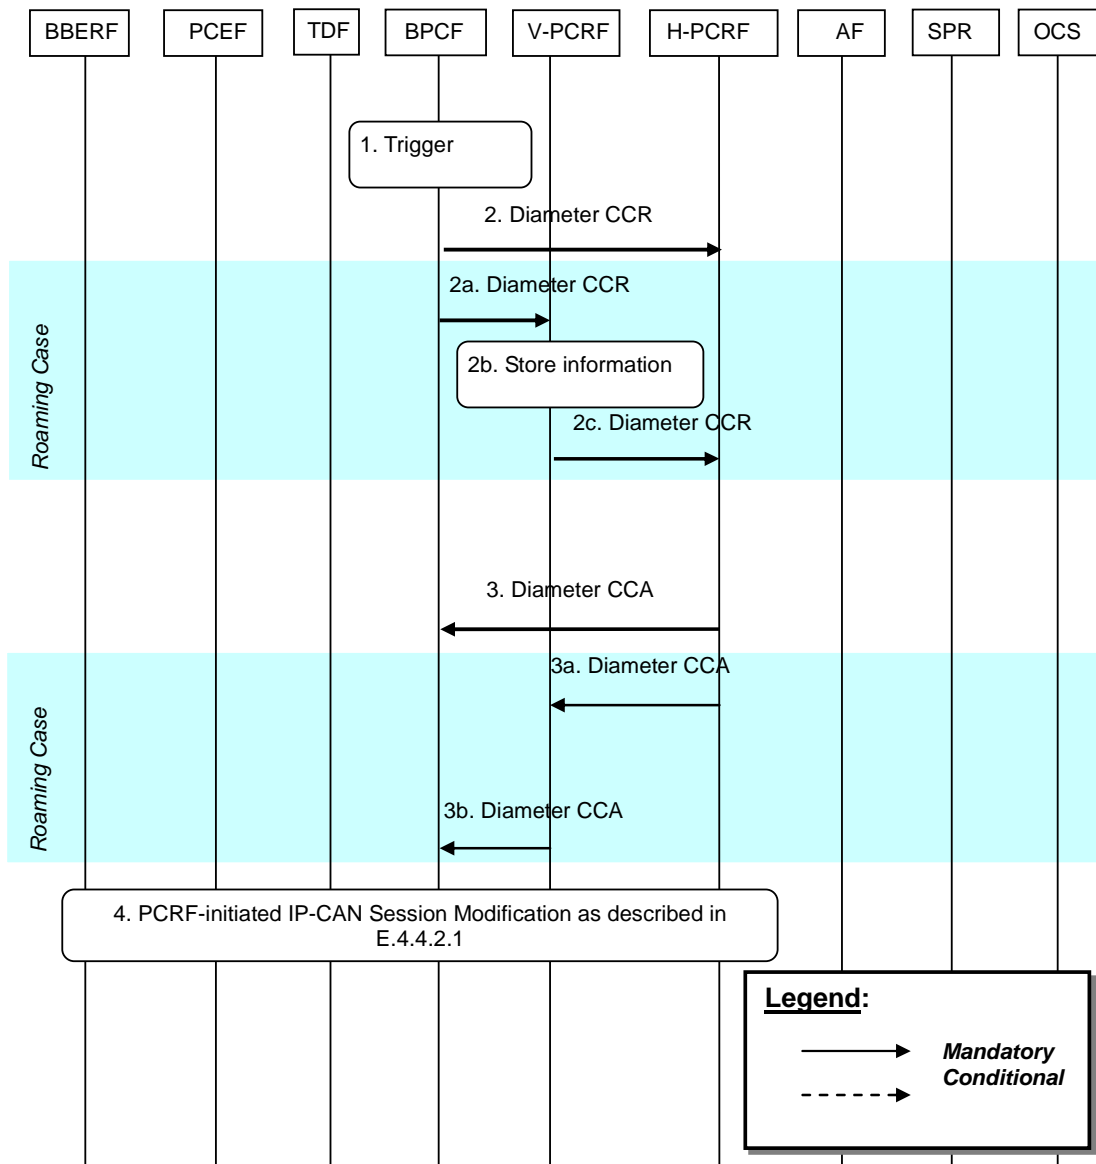 BBERF
PCEF
TDF
BPCF
V-PCRF
H-PCRF
AF
SPR
OCS
1. Trigger
2. Diameter CCR
Roaming Case
2a. Diameter CCR
2b. Store information
2c. Diameter CCR
3. Diameter CCA
Roaming Case
3a. Diameter CCA
3b. Diameter CCA
4. PCRF-initiated IP-CAN Session Modification as described in
E.4.4.2.1
Legend:
Mandatory
Conditional